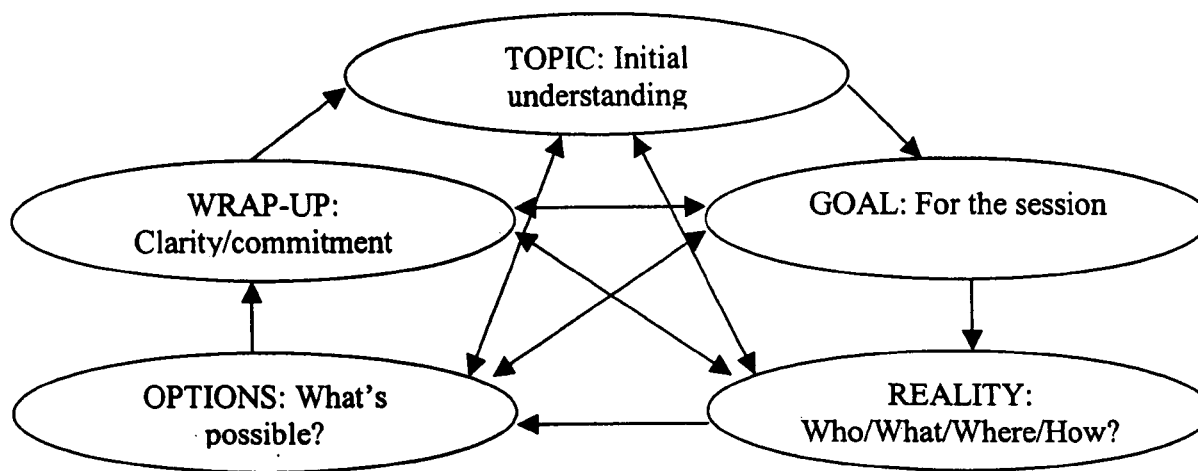 TOPIC: Initial
understanding
WRAP-UP:
Clarity/commitment
GOAL: For the session
OPTIONS: What's
possible?
REALITY:
Who/What/Where/How?